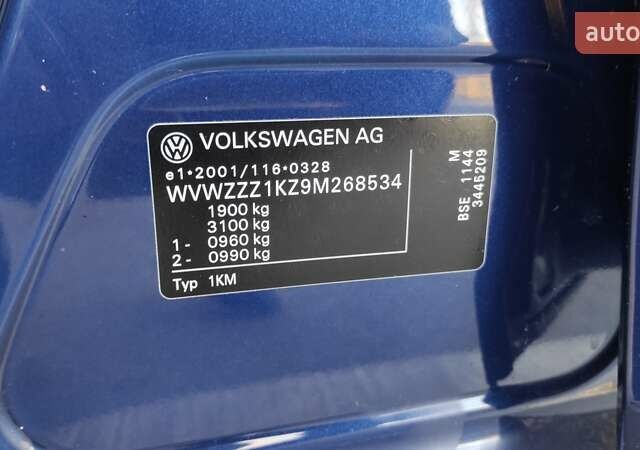 auto
VOLKSWAGEN AG
e1*2001/116*0328
WVWZZZ1KZ9M268534
1900 kg
3100 kg
1- 0960 kg
2- 0990 kg
Typ 1KM
M
BSE 1144
3445209